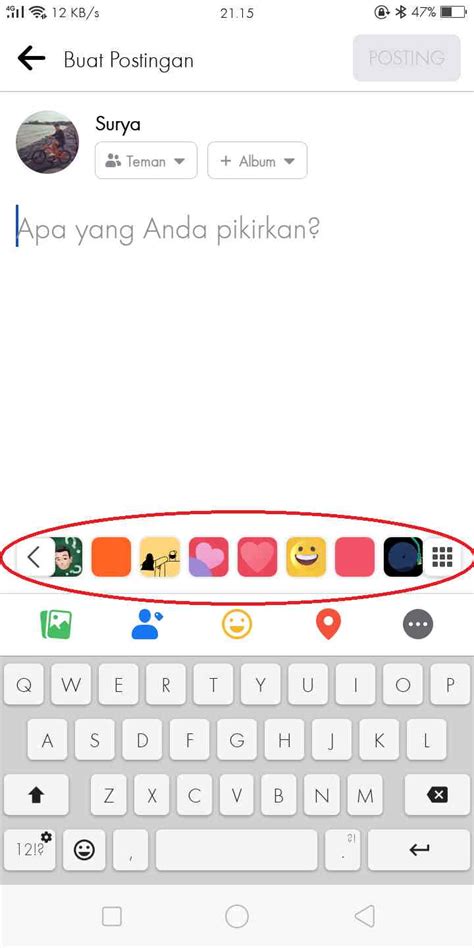 4G 12 KB/s 21.15 47%
Buat Postingan POSTING
Surya
Teman + Album
Apa yang Anda pikirkan?
Q W E R T Y U I O P
A S D F G H J K L
Z X C V B N M
12!? , .